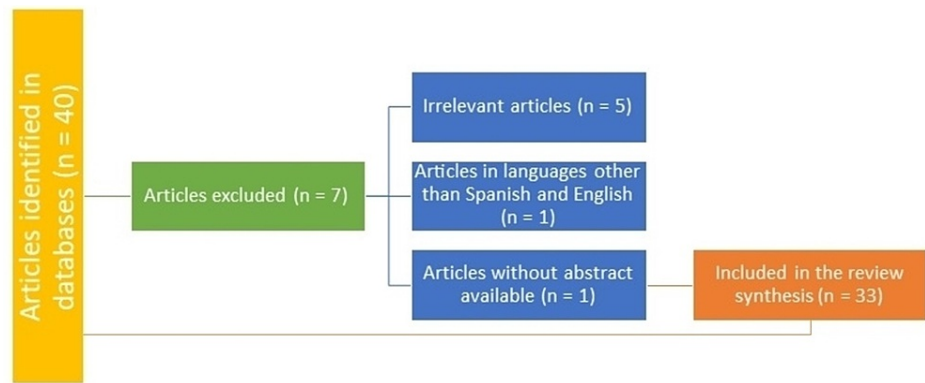 Articles identified in
databases (n = 40)
Articles excluded (n = 7)
Irrelevant articles (n = 5)
Articles in languages other
than Spanish and English
(n = 1)
Articles without abstract
available (n = 1)
Included in the review
synthesis (n = 33)